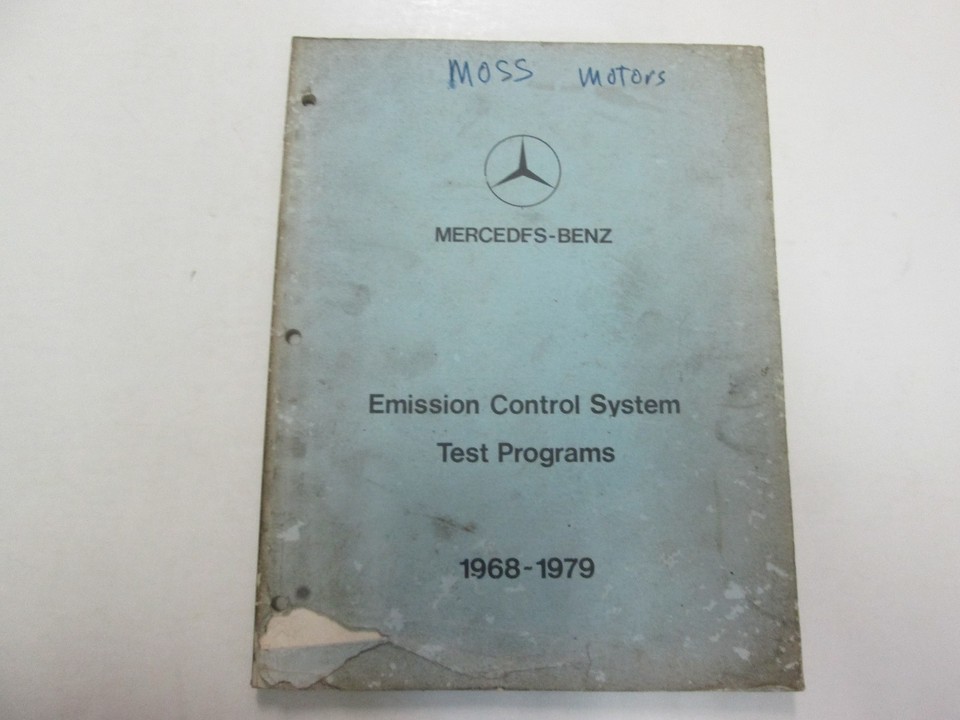 Moss Motors
MERCEDES-BENZ
Emission Control System
Test Programs
1968-1979